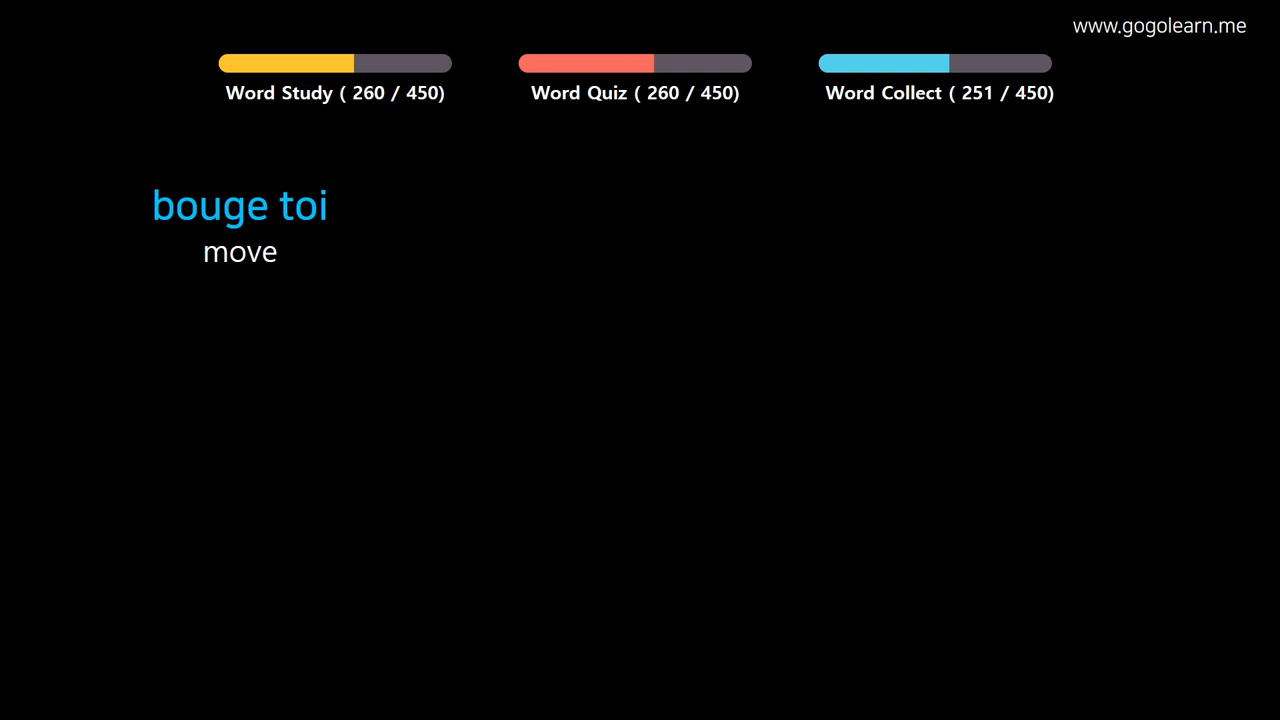 www.gogolearn.me
Word Study ( 260 / 450)
Word Quiz ( 260 / 450)
Word Collect ( 251 / 450)
bouge toi
move